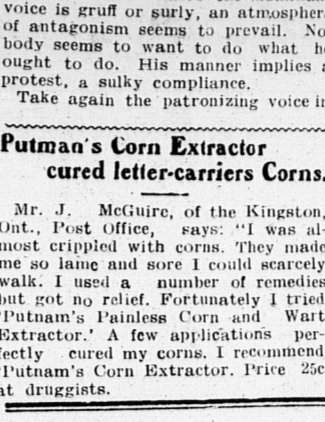 voice is gruff or surly, an atmospher
of antagonism seems to prevail. No
body seems to want to do what he
ought to do. His manner implies a
protest, a sulky compliance.
Take again the patronizing voice in
Putman's Corn Extractor
cured letter-carriers Corns.
Mr. J. McGuire, of the Kingston,
Ont., Post Office, says: "I was al-
most crippled with corns. They made
me so lame and sore I could scarcely
walk. I used a number of remedies
but got no relief. Fortunately I tried
'Putnam's Painless Corn and Wart
Extractor.' A few applications per-
fectly cured my corns. I recommend
Putnam's Corn Extractor. Price 25c
at druggists.